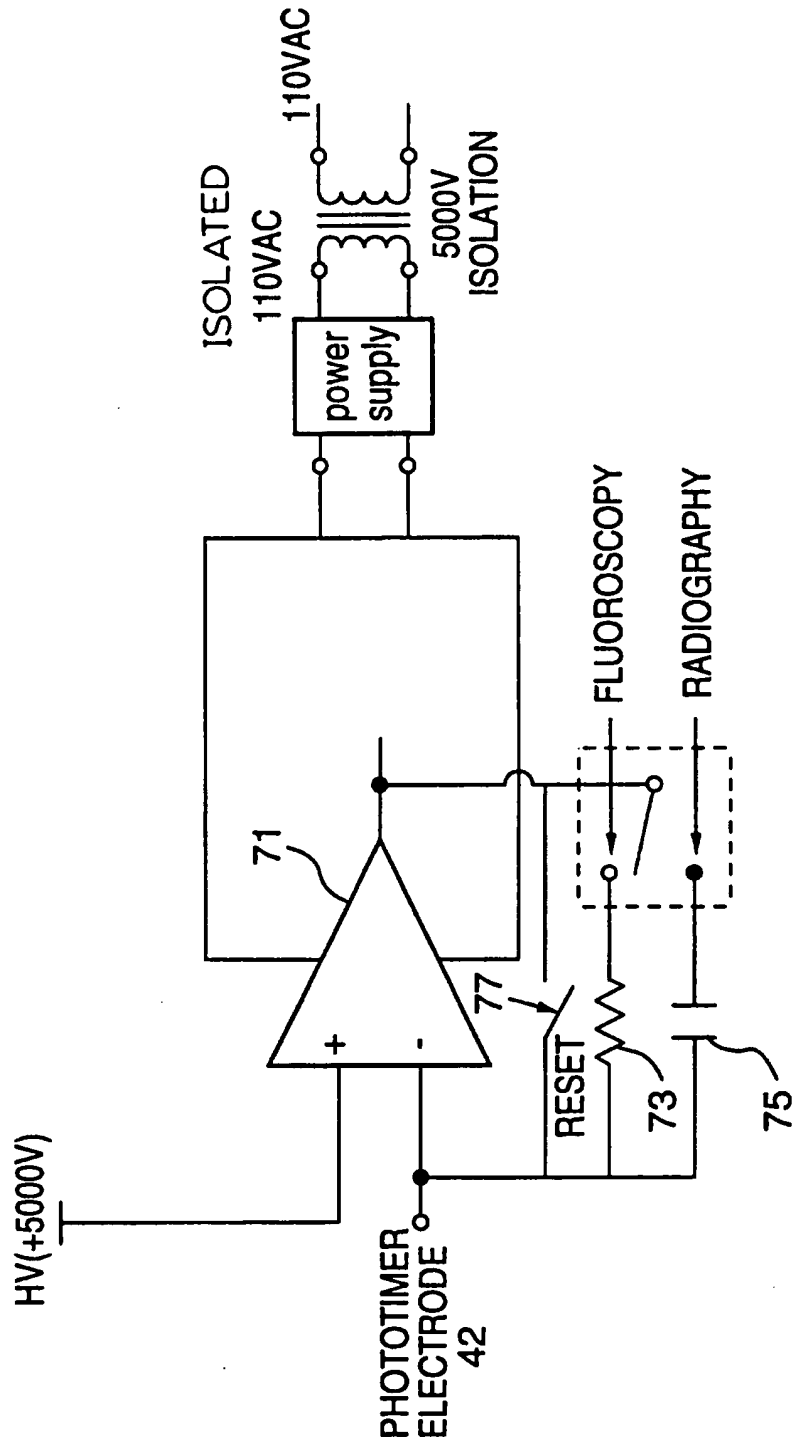 HV(+5000V)
PHOTOTIMER
ELECTRODE
42
+
-
71
77
RESET
73
75
FLUOROSCOPY
RADIOGRAPHY
power
supply
ISOLATED
110VAC
5000V
ISOLATION
110VAC